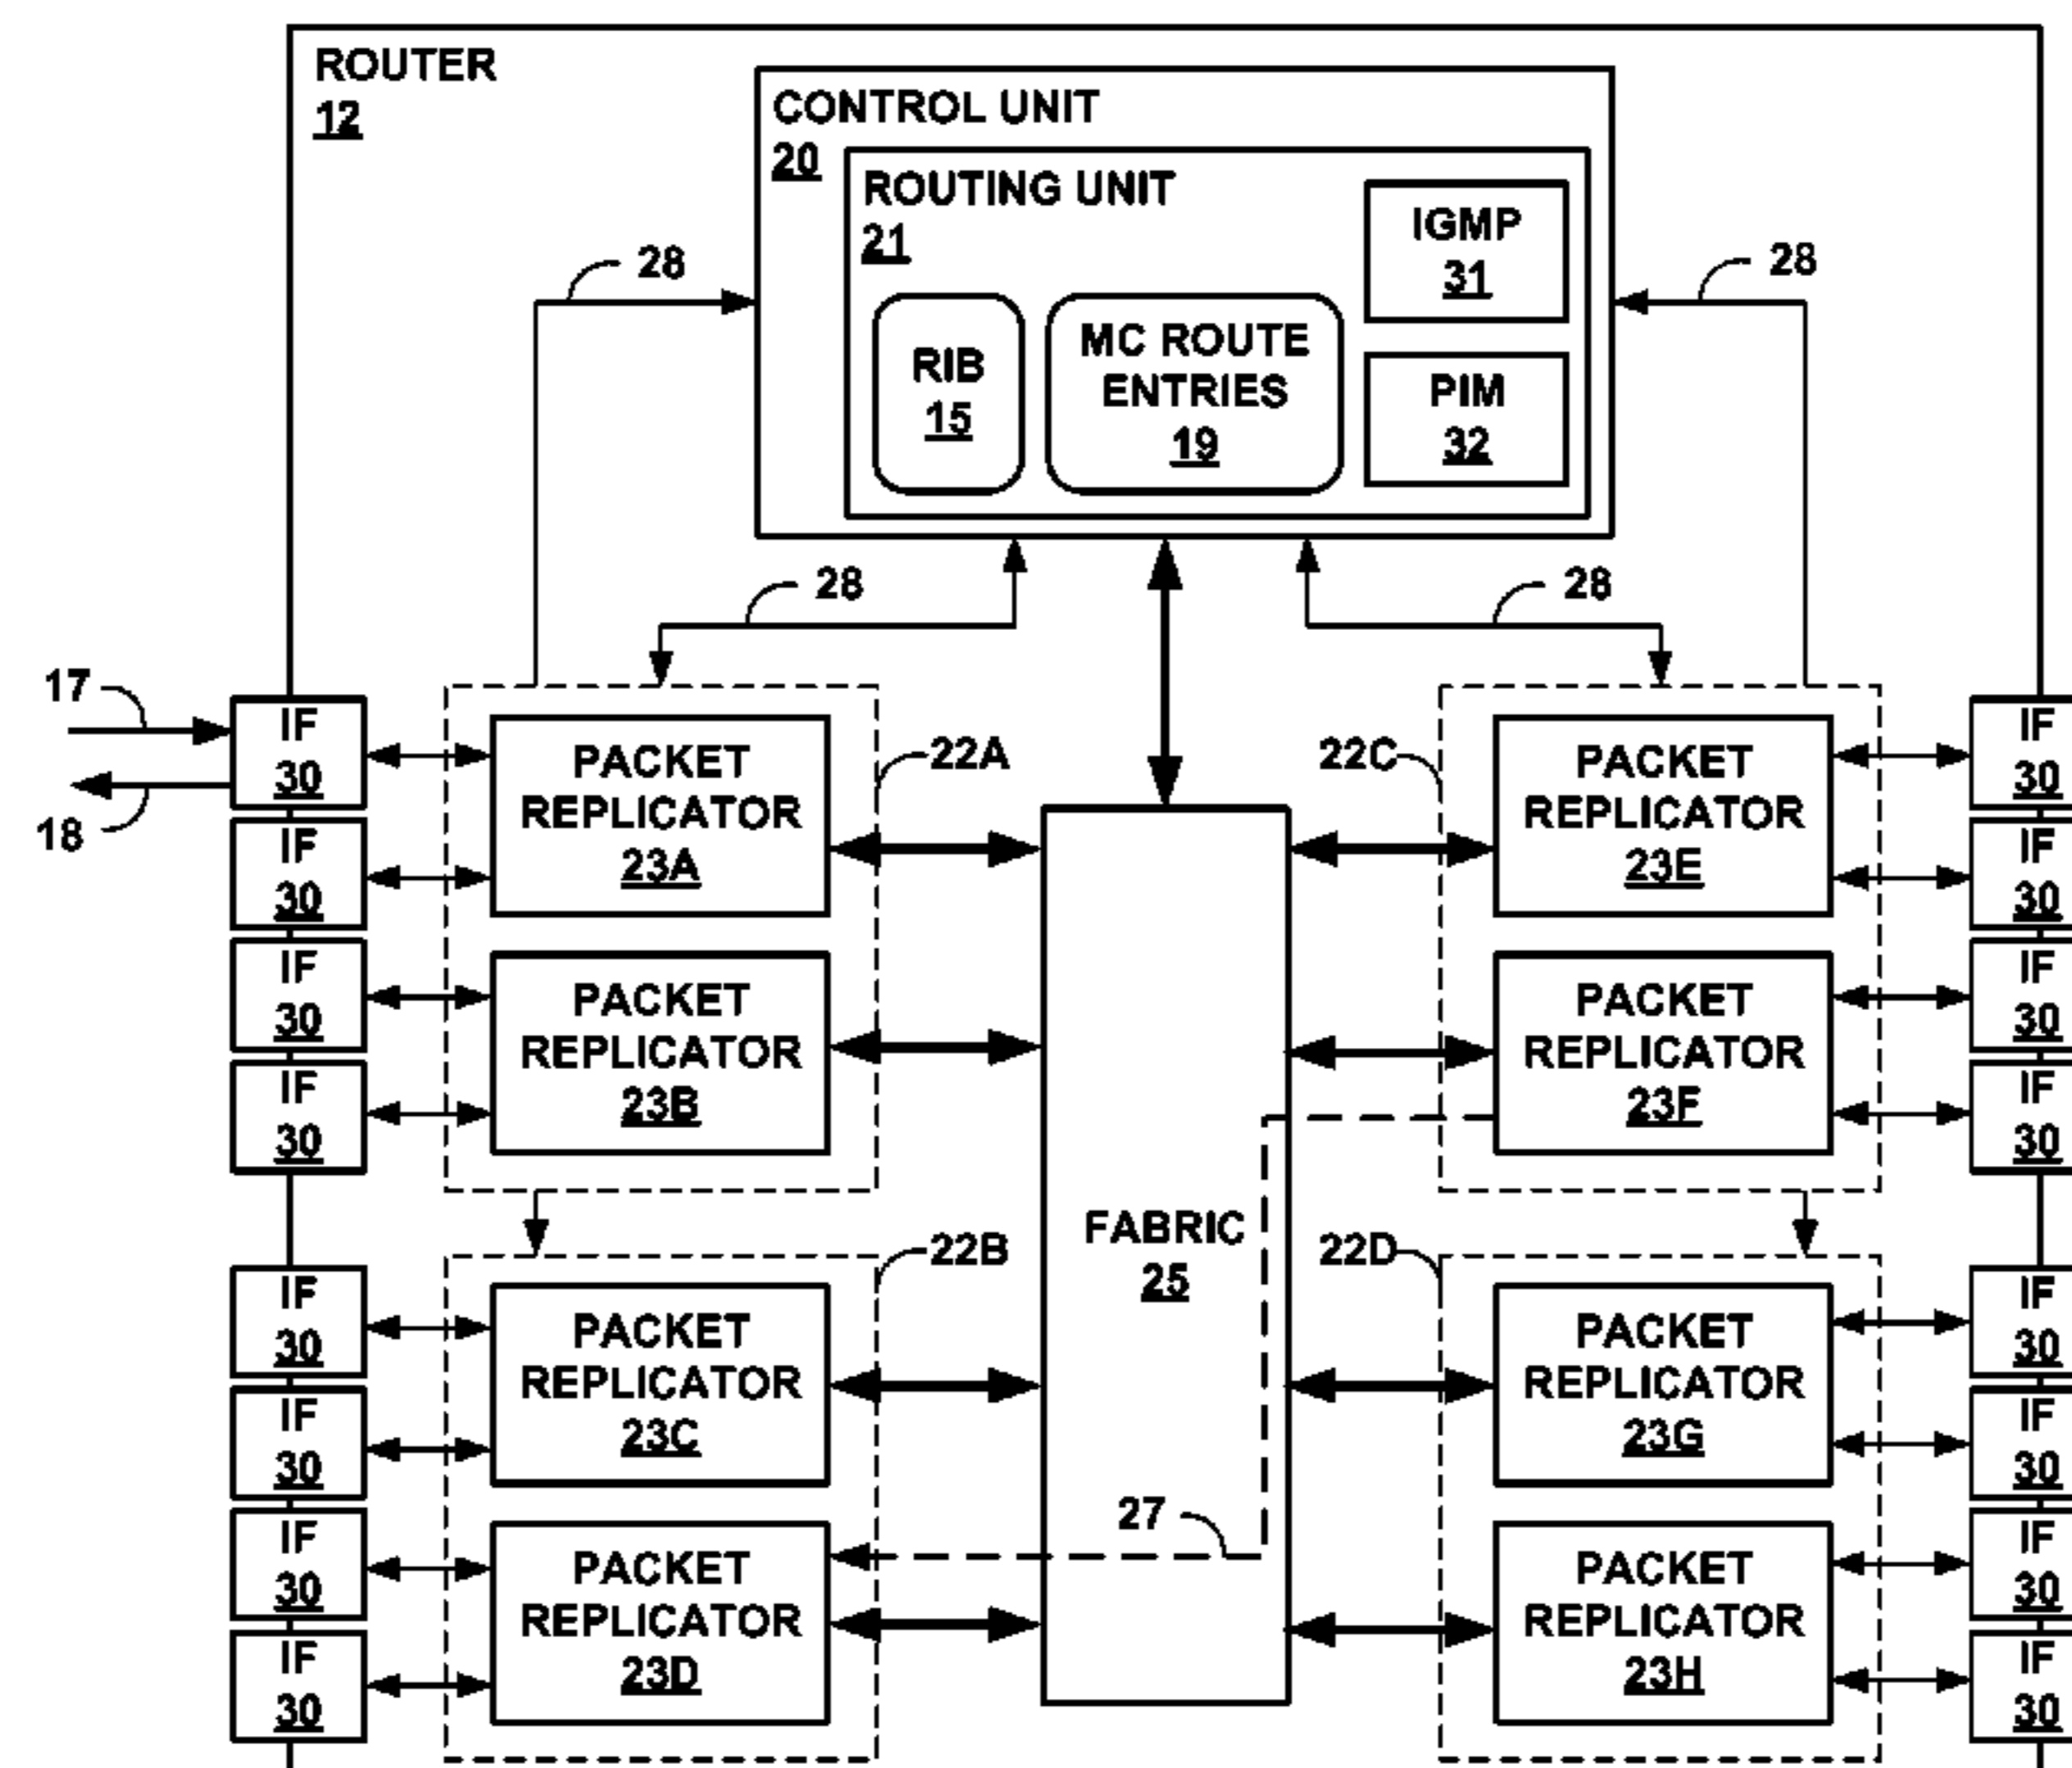 ROUTER
12
CONTROL UNIT
20
ROUTING UNIT
21
IGMP
31
RIB
15
MC ROUTE
ENTRIES
19
PIM
32
28
28
28
28
17
18
IF
30
IF
30
IF
30
IF
30
PACKET
REPLICATOR
23A
PACKET
REPLICATOR
23B
22A
22C
PACKET
REPLICATOR
23E
PACKET
REPLICATOR
23F
IF
30
IF
30
IF
30
IF
30
FABRIC
25
27
IF
30
IF
30
IF
30
IF
30
PACKET
REPLICATOR
23C
PACKET
REPLICATOR
23D
22B
22D
PACKET
REPLICATOR
23G
PACKET
REPLICATOR
23H
IF
30
IF
30
IF
30
IF
30